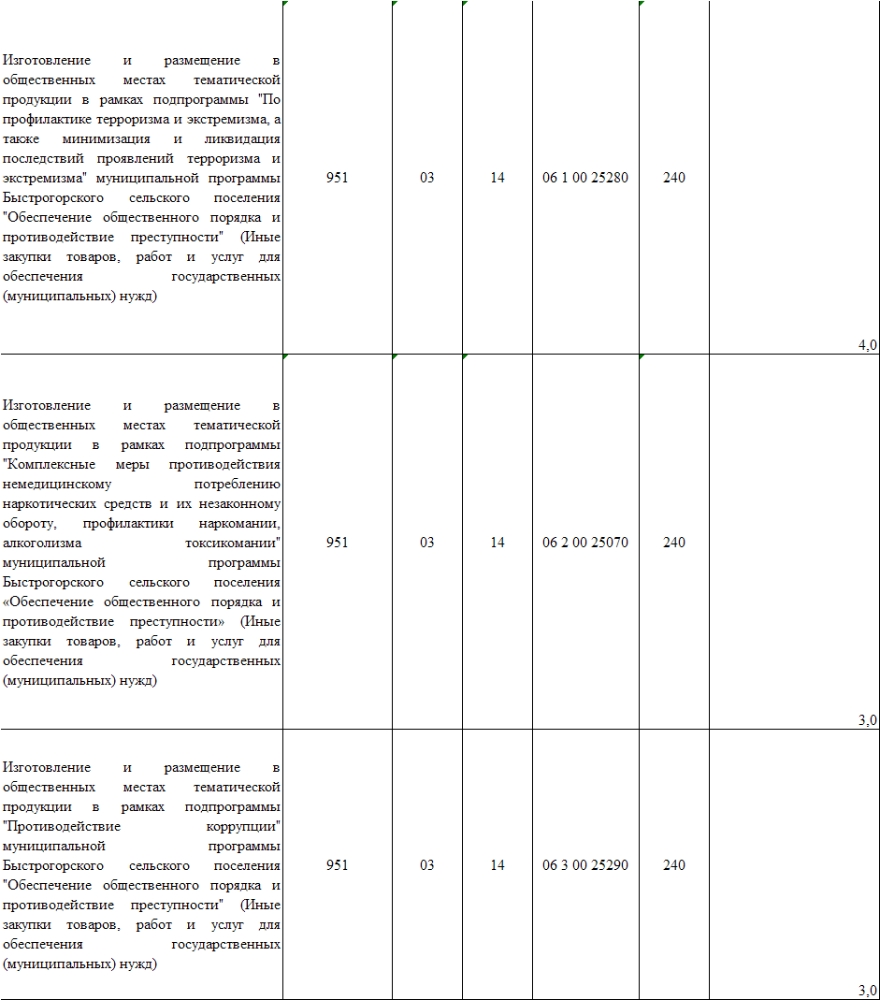 Изготовление и размещение в
общественных местах тематической
продукции в рамках подпрограммы "По
профилактике терроризма и экстремизма, а
также минимизация и ликвидация
последствий проявлений терроризма и
экстремизма" муниципальной программы
Быстрогорского сельского поселения
"Обеспечение общественного порядка и
противодействие преступности" (Иные
закупки товаров, работ и услуг для
обеспечения государственных
(муниципальных) нужд)
951 03 14 06 1 00 25280 240
4,0
Изготовление и размещение в
общественных местах тематической
продукции в рамках подпрограммы
"Комплексные меры противодействия
немедицинскому потреблению
наркотических средств и их незаконному
обороту, профилактики наркомании,
алкоголизма токсикомании"
муниципальной программы
Быстрогорского сельского поселения
«Обеспечение общественного порядка и
противодействие преступности» (Иные
закупки товаров, работ и услуг для
обеспечения государственных
(муниципальных) нужд)
951 03 14 06 2 00 25070 240
3,0
Изготовление и размещение в
общественных местах тематической
продукции в рамках подпрограммы
"Противодействие коррупции"
муниципальной программы
Быстрогорского сельского поселения
"Обеспечение общественного порядка и
противодействие преступности" (Иные
закупки товаров, работ и услуг для
обеспечения государственных
(муниципальных) нужд)
951 03 14 06 3 00 25290 240
3,0